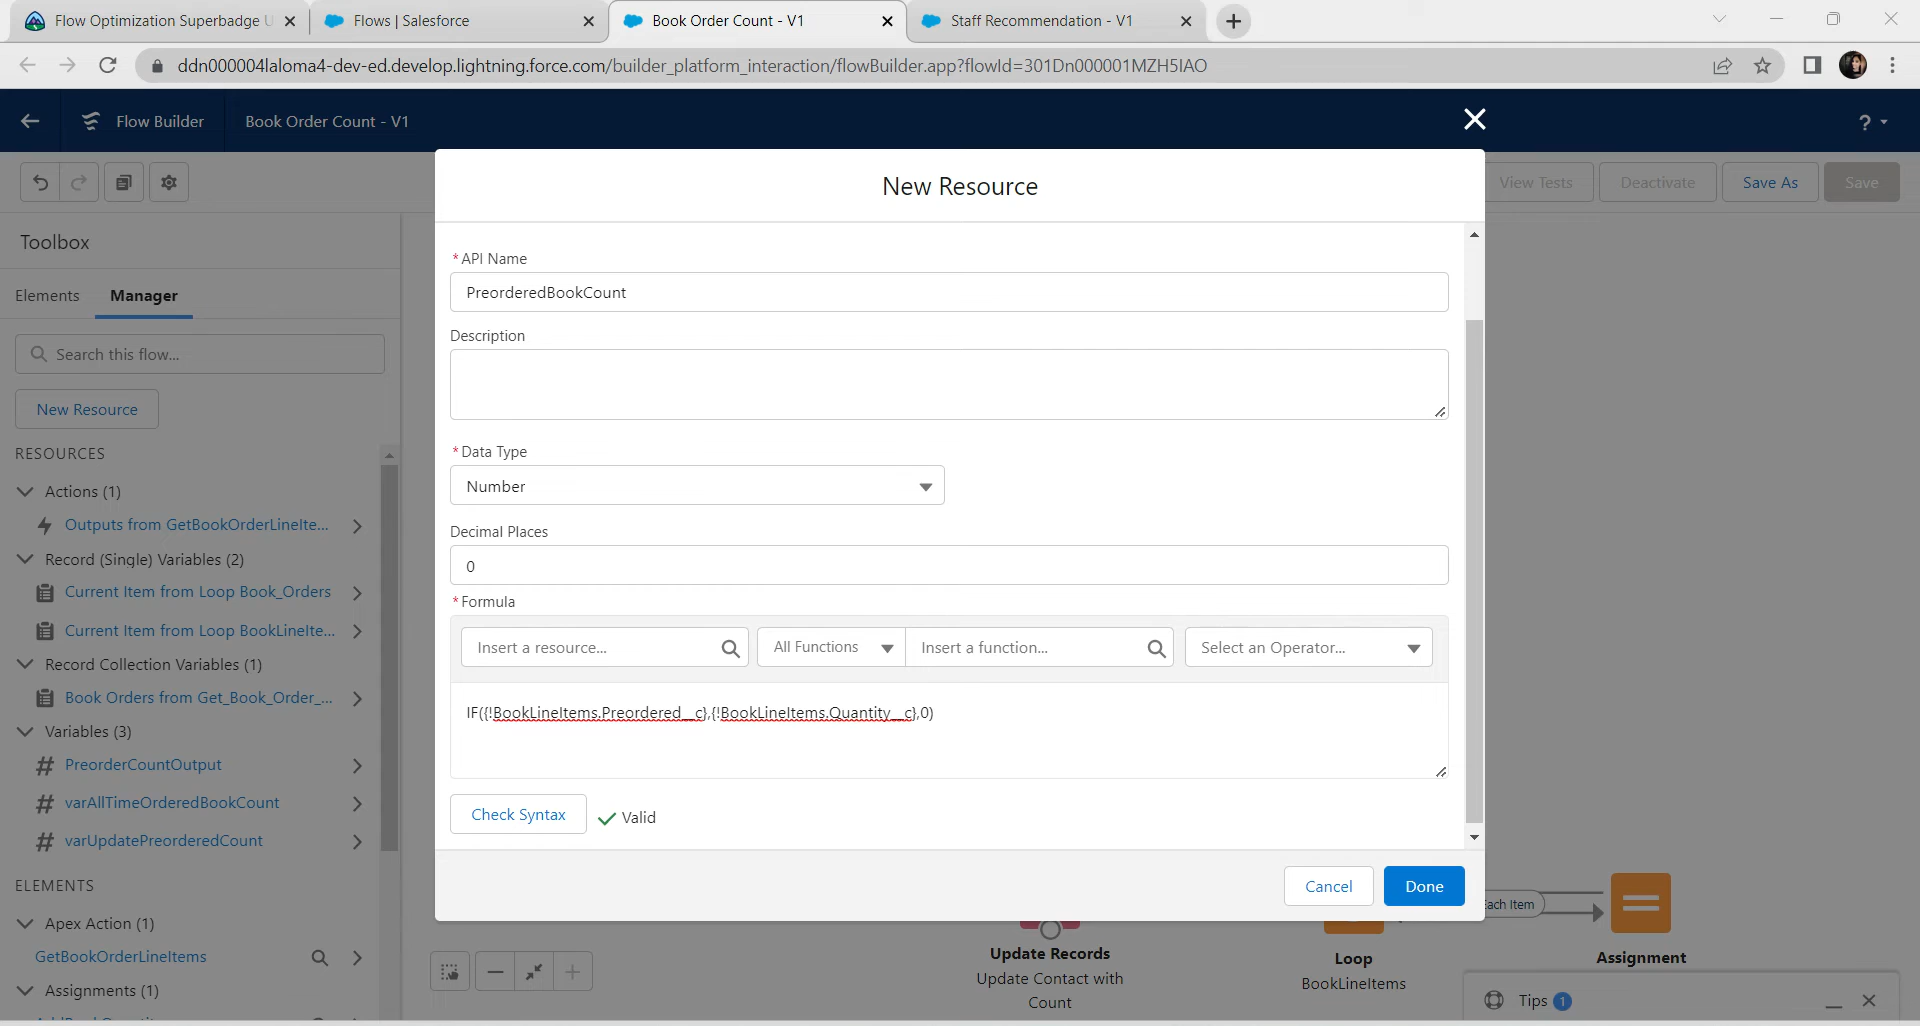 Flow Optimization Superbadge U
Flows | Salesforce
Book Order Count - V1
Staff Recommendation - V1
ddn000004laloma4-dev-ed.develop.lightning.force.com/builder_platform_interaction/flowBuilder.app?flowId=301Dn000001MZH5IAO
Flow Builder
Book Order Count - V1
?
View Tests
Deactivate
Save As
Save
New Resource
Toolbox
Elements
Manager
Search this flow...
New Resource
RESOURCES
Actions (1)
Outputs from GetBookOrderLineIte...
Record (Single) Variables (2)
Current Item from Loop Book_Orders
Current Item from Loop BookLineIte...
Record Collection Variables (1)
Book Orders from Get_Book_Order_...
Variables (3)
PreorderCountOutput
varAllTimeOrderedBookCount
varUpdatePreorderedCount
ELEMENTS
Apex Action (1)
GetBookOrderLineItems
Assignments (1)
* API Name
PreorderedBookCount
Description
* Data Type
Number
Decimal Places
0
* Formula
Insert a resource...
All Functions
Insert a function...
Select an Operator...
IF({!BookLineItems.Preordered__c},{!BookLineItems.Quantity__c},0)
Check Syntax
Valid
Cancel
Done
Each Item
Update Records
Update Contact with
Count
Loop
BookLineItems
Assignment
Tips 1